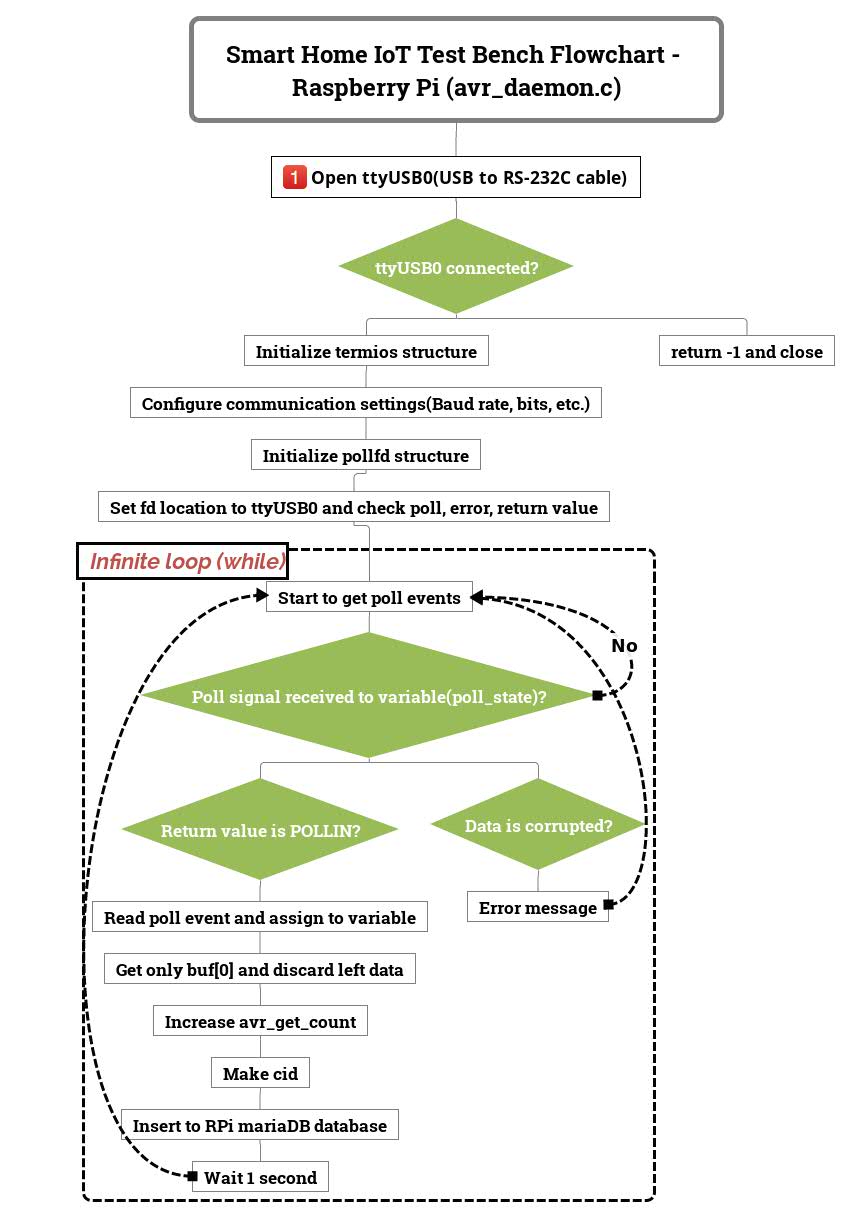 Smart Home IoT Test Bench Flowchart -
Raspberry Pi (avr_daemon.c)
1 Open ttyUSB0(USB to RS-232C cable)
ttyUSB0 connected?
Initialize termios structure
return -1 and close
Configure communication settings(Baud rate, bits, etc.)
Initialize pollfd structure
Set fd location to ttyUSB0 and check poll, error, return value
Infinite loop (while)
Start to get poll events
No
Poll signal received to variable(poll_state)?
Return value is POLLIN?
Data is corrupted?
Read poll event and assign to variable
Error message
Get only buf[0] and discard left data
Increase avr_get_count
Make cid
Insert to RPi mariaDB database
Wait 1 second